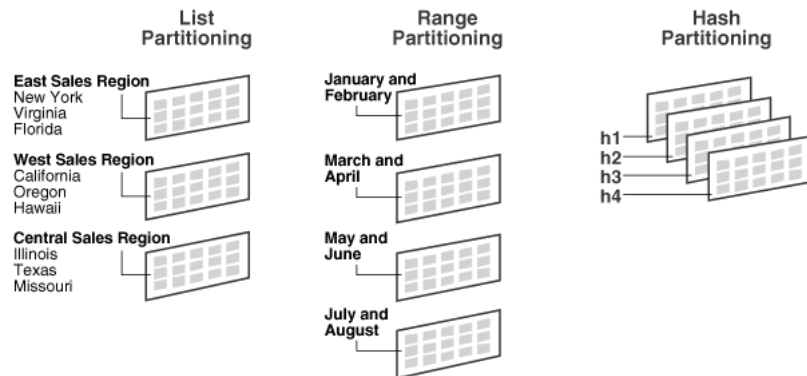 List
Partitioning
East Sales Region
New York
Virginia
Florida
West Sales Region
California
Oregon
Hawaii
Central Sales Region
Illinois
Texas
Missouri
Range
Partitioning
January and
February
March and
April
May and
June
July and
August
Hash
Partitioning
h1
h2
h3
h4